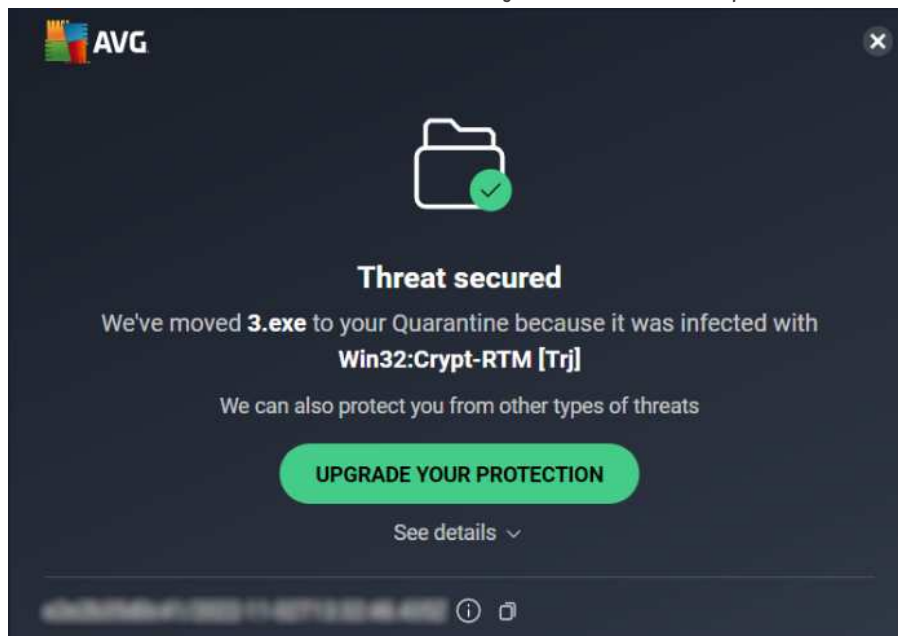 AVG
Threat secured
We've moved 3.exe to your Quarantine because it was infected with
Win32:Crypt-RTM [Trj]
We can also protect you from other types of threats
UPGRADE YOUR PROTECTION
See details